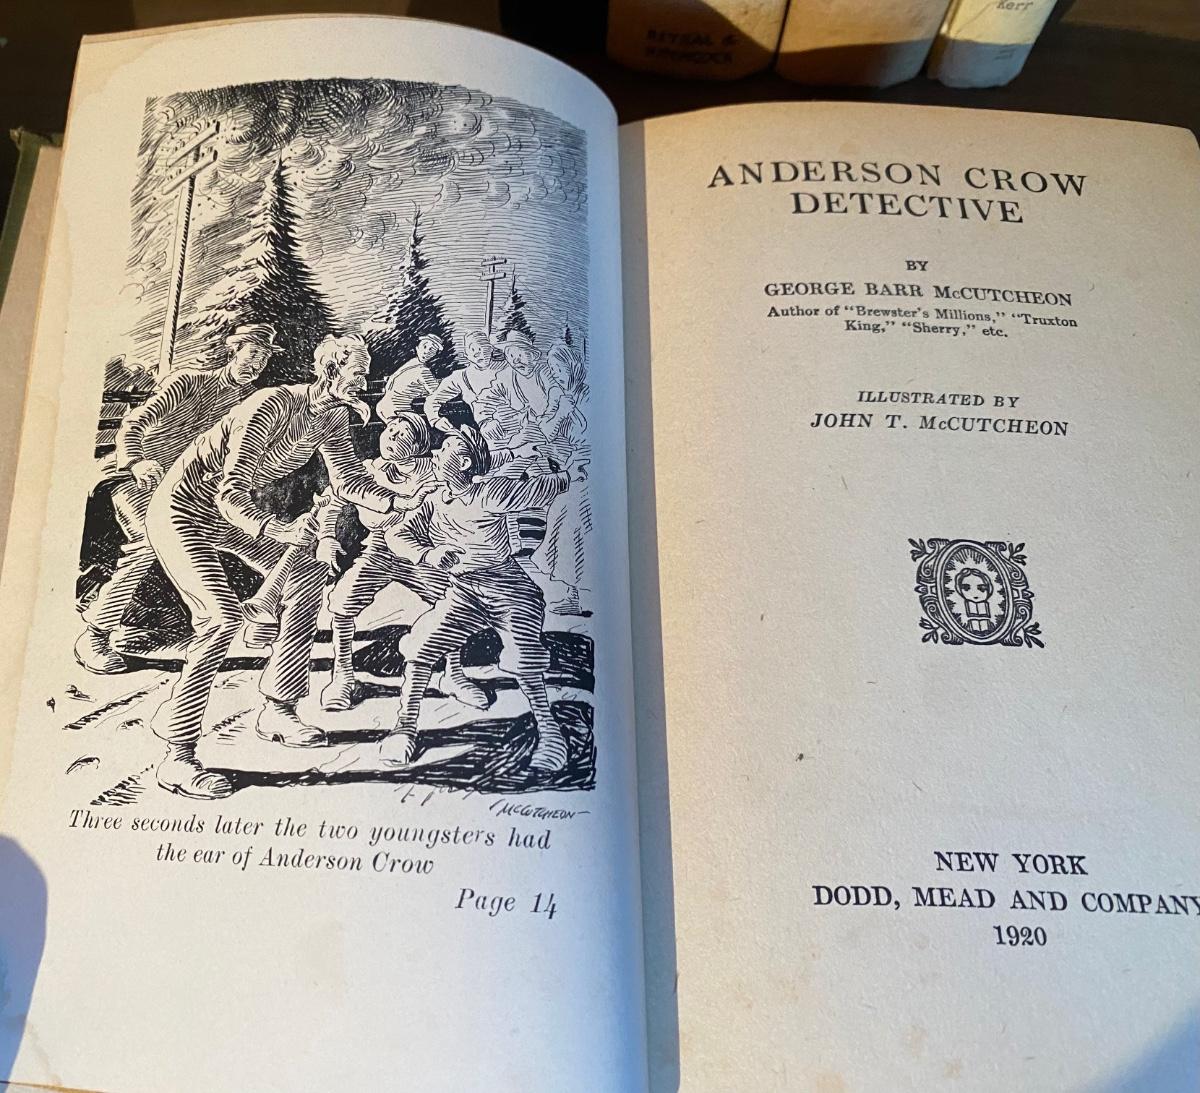 Kerr
Three seconds later the two youngsters had
the ear of Anderson Crow
Page 14
McCUTCHEON
ANDERSON CROW
DETECTIVE
BY
GEORGE BARR McCUTCHEON
Author of "Brewster's Millions," "Truxton
King," "Sherry," etc.
ILLUSTRATED BY
JOHN T. McCUTCHEON
NEW YORK
DODD, MEAD AND COMPANY
1920